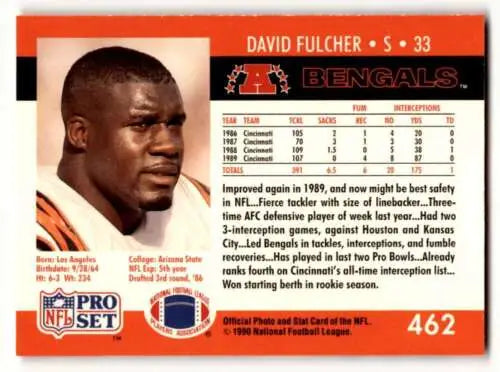 DAVID FULCHER • S • 33
A BENGALS™
FUM INTERCEPTIONS
YEAR TEAM TCKL SACKS REC NO YDS TD
1986 Cincinnati 105 2 1 4 20 0
1987 Cincinnati 70 3 1 3 30 0
1988 Cincinnati 109 1.5 0 5 38 1
1989 Cincinnati 107 0 4 8 87 0
TOTALS 391 6.5 6 20 175 1
Improved again in 1989, and now might be best safety
in NFL...Fierce tackler with size of linebacker...Three-
time AFC defensive player of week last year...Had two
3-interception games, against Houston and Kansas
City...Led Bengals in tackles, interceptions, and fumble
recoveries...Has played in last two Pro Bowls...Already
ranks fourth on Cincinnati's all-time interception list...
Won starting berth in rookie season.
Born: Los Angeles
Birthdate: 9/28/64
Ht: 6-3 Wt: 234
College: Arizona State
NFL Exp: 5th year
Drafted 3rd round, '86
NFL PRO SET
TM
NATIONAL FOOTBALL LEAGUE
PLAYERS ASSOCIATION
®
Official Photo and Stat Card of the NFL.
© 1990 National Football League.
462